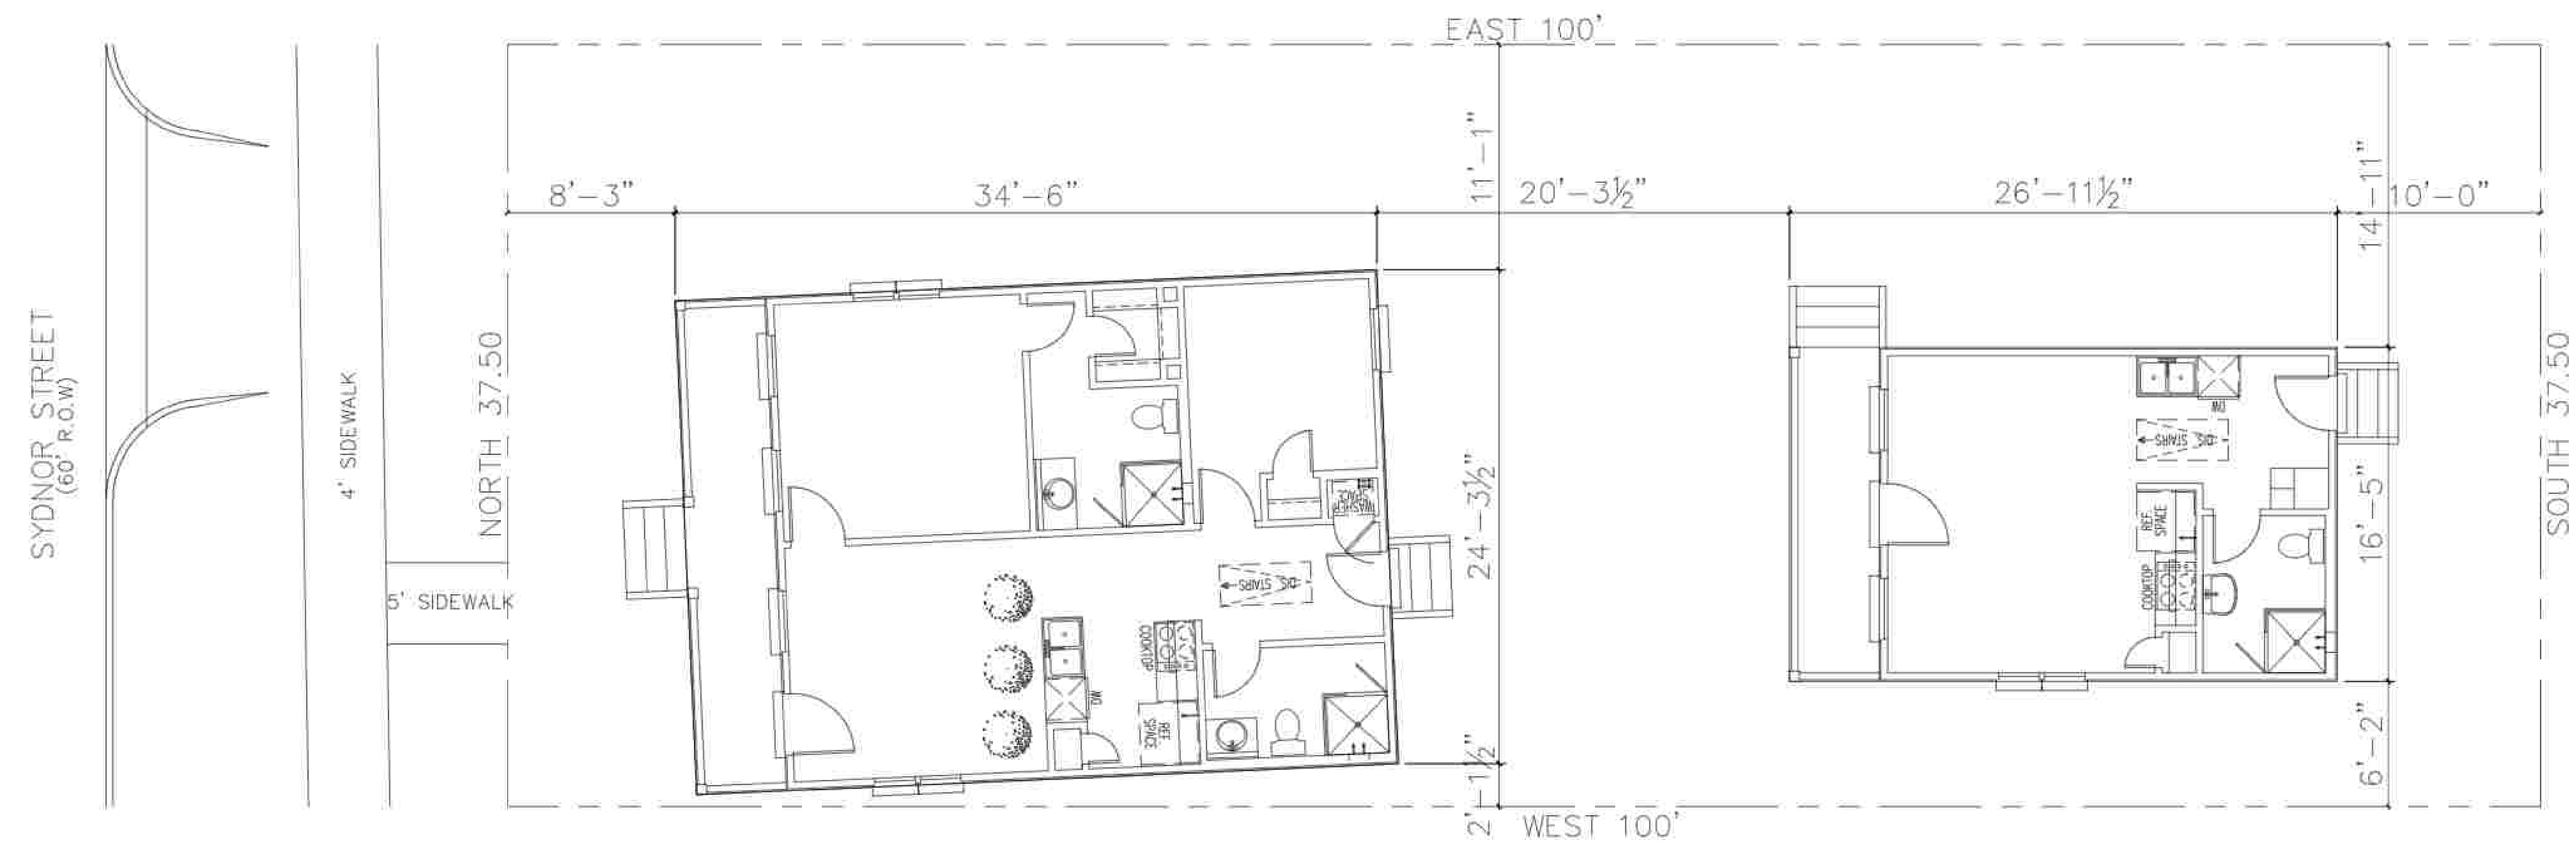 EAST 100'
8'-3"
34'-6"
11'-1"
20'-3½"
26'-11½"
14'-11"
10'-0"
SYDNOR STREET
(60' R.O.W)
4' SIDEWALK
5' SIDEWALK
NORTH 37.50
SOUTH 37.50
WASHER
SPACE
DIS. STAIRS
COOKTOP
DW
REF.
SPACE
24'-3½"
2'-1½"
DW
DIS. STAIRS
REF.
SPACE
COOKTOP
16'-5"
6'-2"
WEST 100'